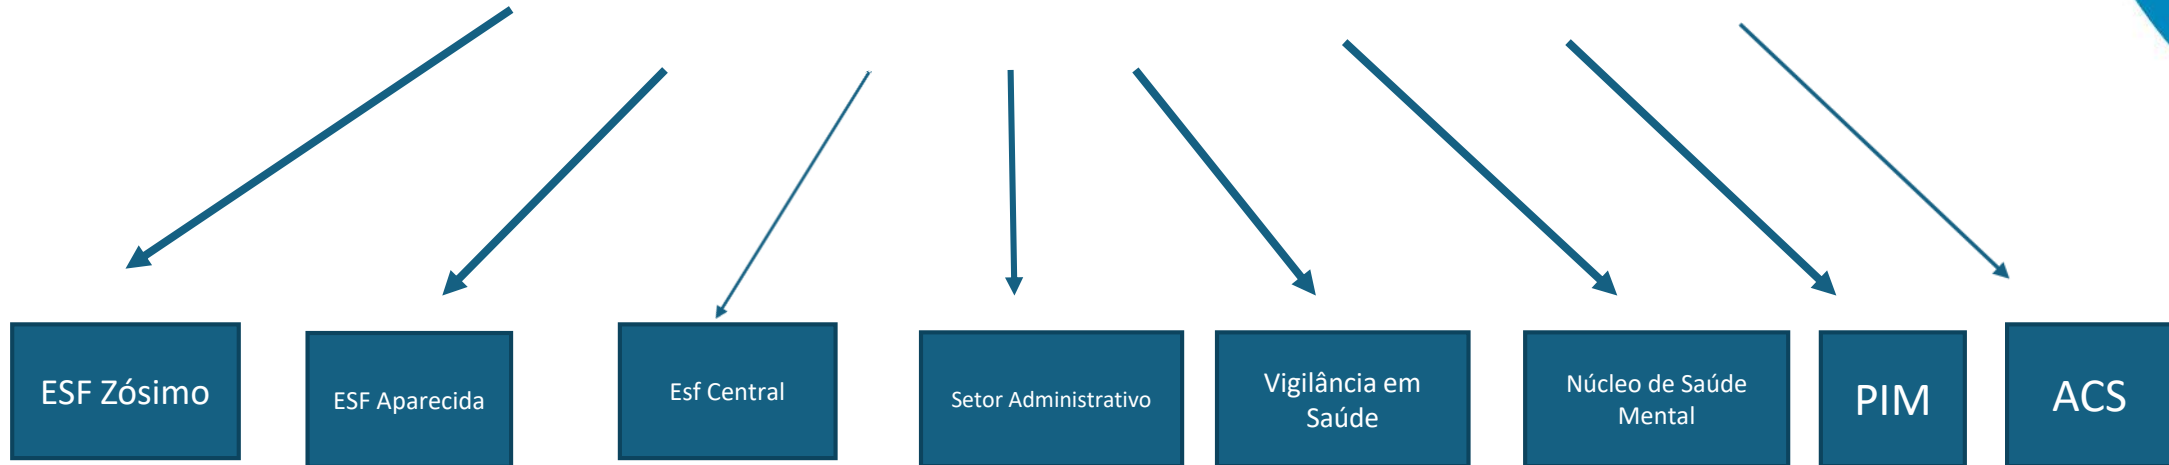 ESF Zósimo
ESF Aparecida
Esf Central
Setor Administrativo
Vigilância em
Saúde
Núcleo de Saúde
Mental
PIM
ACS